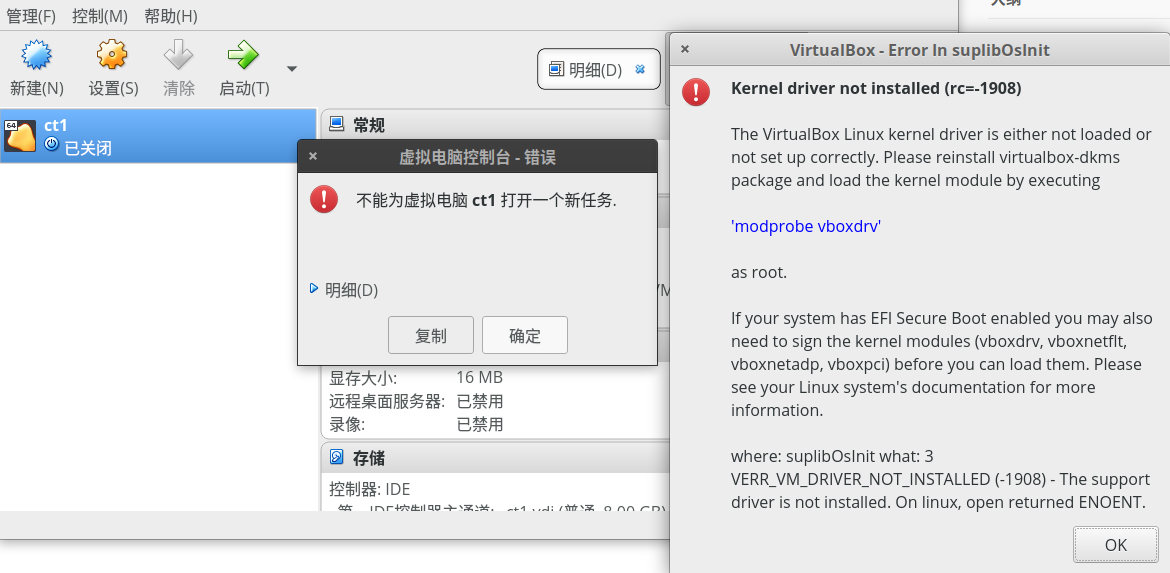 大纲
管理(F) 控制(M) 帮助(H)
新建(N) 设置(S) 清除 启动(T)
明细(D)
64
ct1
已关闭
常规
虚拟电脑控制台 - 错误
不能为虚拟电脑 ct1 打开一个新任务.
明细(D)
复制 确定
显存大小: 16 MB
远程桌面服务器: 已禁用
录像: 已禁用
存储
控制器: IDE
VirtualBox - Error In suplibOsInit
Kernel driver not installed (rc=-1908)
The VirtualBox Linux kernel driver is either not loaded or
not set up correctly. Please reinstall virtualbox-dkms
package and load the kernel module by executing
'modprobe vboxdrv'
as root.
If your system has EFI Secure Boot enabled you may also
need to sign the kernel modules (vboxdrv, vboxnetflt,
vboxnetadp, vboxpci) before you can load them. Please
see your Linux system's documentation for more
information.
where: suplibOsInit what: 3
VERR_VM_DRIVER_NOT_INSTALLED (-1908) - The support
driver is not installed. On linux, open returned ENOENT.
OK